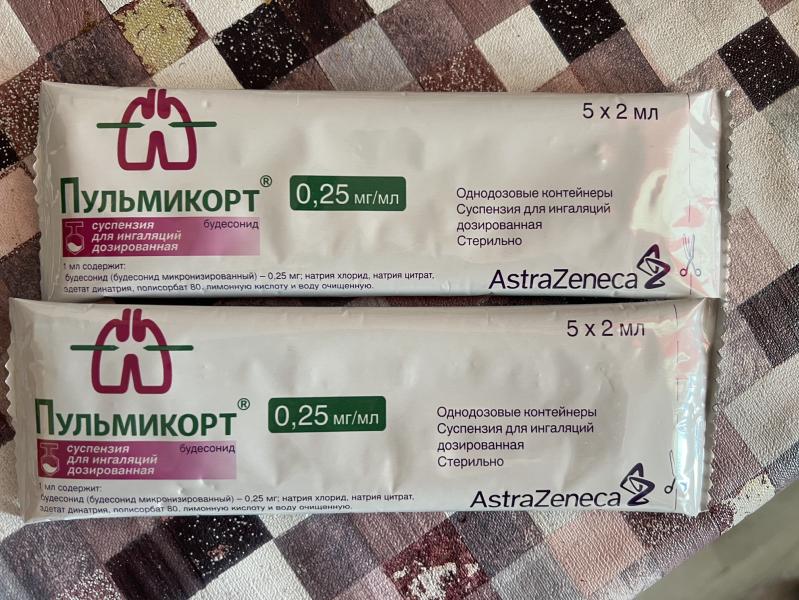 5 x 2 мл
Пульмикорт®
0,25 мг/мл
суспензия
для ингаляций
дозированная
будесонид
Однодозовые контейнеры
Суспензия для ингаляций
дозированная
Стерильно
1 мл содержит:
будесонид (будесонид микронизированный) – 0,25 мг; натрия хлорид, натрия цитрат,
эдетат динатрия, полисорбат 80, лимонную кислоту и воду очищенную.
AstraZeneca
5 x 2 мл
Пульмикорт®
0,25 мг/мл
суспензия
для ингаляций
дозированная
будесонид
Однодозовые контейнеры
Суспензия для ингаляций
дозированная
Стерильно
1 мл содержит:
будесонид (будесонид микронизированный) – 0,25 мг; натрия хлорид, натрия цитрат,
эдетат динатрия, полисорбат 80, лимонную кислоту и воду очищенную.
AstraZeneca